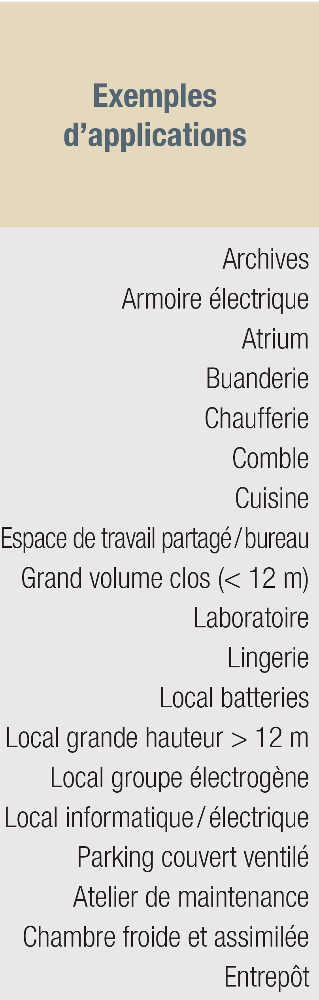 Exemples
d’applications
Archives
Armoire électrique
Atrium
Buanderie
Chaufferie
Comble
Cuisine
Espace de travail partagé / bureau
Grand volume clos (< 12 m)
Laboratoire
Lingerie
Local batteries
Local grande hauteur > 12 m
Local groupe électrogène
Local informatique / électrique
Parking couvert ventilé
Atelier de maintenance
Chambre froide et assimilée
Entrepôt